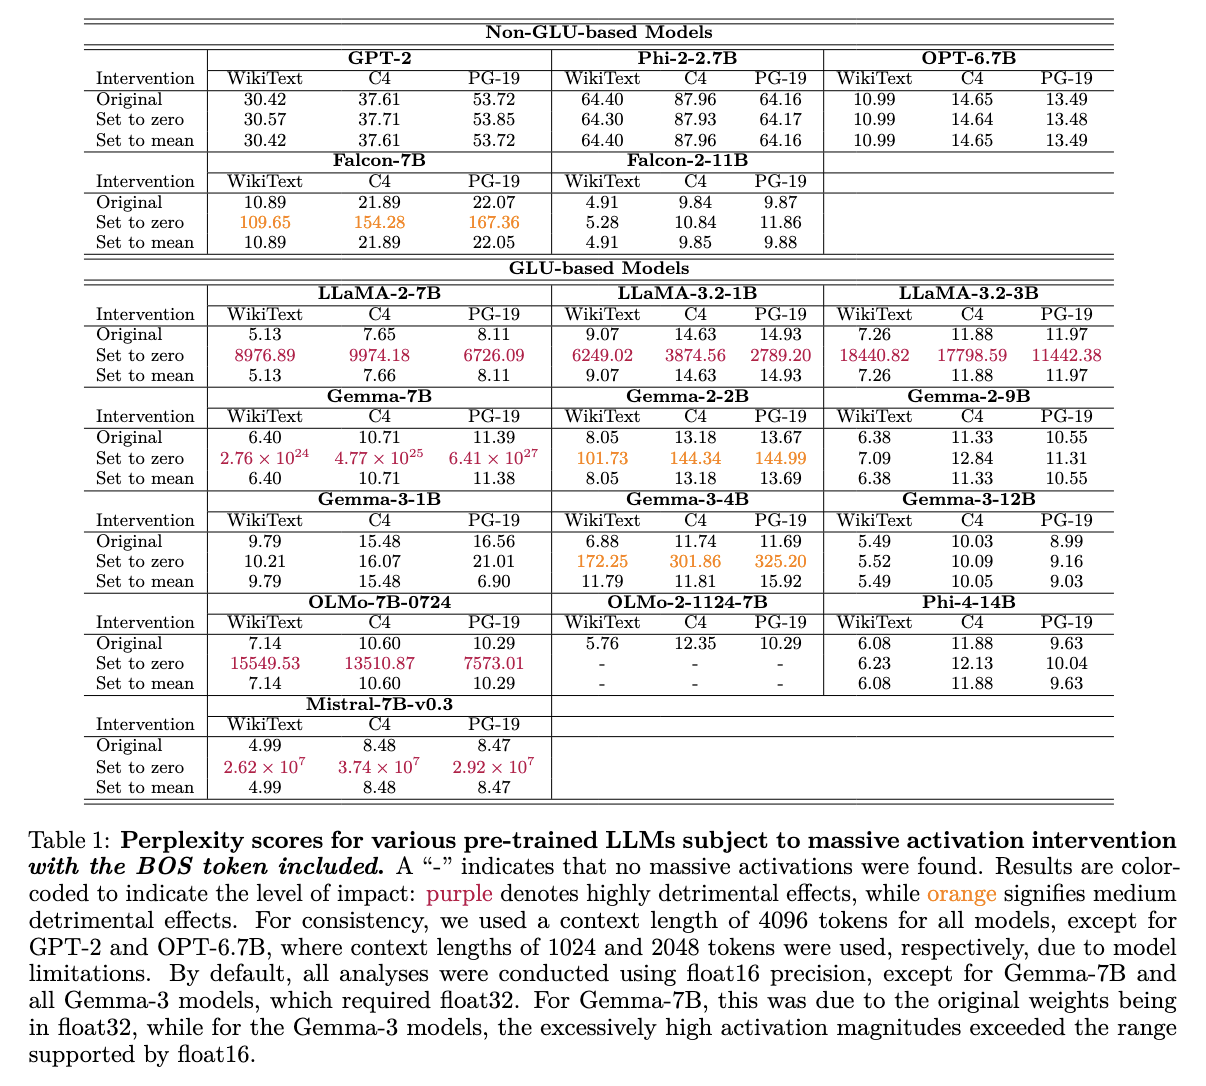 Non-GLU-based Models
GPT-2 Phi-2-2.7B OPT-6.7B
Intervention WikiText C4 PG-19 WikiText C4 PG-19 WikiText C4 PG-19
Original 30.42 37.61 53.72 64.40 87.96 64.16 10.99 14.65 13.49
Set to zero 30.57 37.71 53.85 64.30 87.93 64.17 10.99 14.64 13.48
Set to mean 30.42 37.61 53.72 64.40 87.96 64.16 10.99 14.65 13.49
Falcon-7B Falcon-2-11B
Intervention WikiText C4 PG-19 WikiText C4 PG-19
Original 10.89 21.89 22.07 4.91 9.84 9.87
Set to zero 109.65 154.28 167.36 5.28 10.84 11.86
Set to mean 10.89 21.89 22.05 4.91 9.85 9.88
GLU-based Models
LLaMA-2-7B LLaMA-3.2-1B LLaMA-3.2-3B
Intervention WikiText C4 PG-19 WikiText C4 PG-19 WikiText C4 PG-19
Original 5.13 7.65 8.11 9.07 14.63 14.93 7.26 11.88 11.97
Set to zero 8976.89 9974.18 6726.09 6249.02 3874.56 2789.20 18440.82 17798.59 11442.38
Set to mean 5.13 7.66 8.11 9.07 14.63 14.93 7.26 11.88 11.97
Gemma-7B Gemma-2-2B Gemma-2-9B
Intervention WikiText C4 PG-19 WikiText C4 PG-19 WikiText C4 PG-19
Original 6.40 10.71 11.39 8.05 13.18 13.67 6.38 11.33 10.55
Set to zero 2.76 × 10²⁴ 4.77 × 10²⁵ 6.41 × 10²⁷ 101.73 144.34 144.99 7.09 12.84 11.31
Set to mean 6.40 10.71 11.38 8.05 13.18 13.69 6.38 11.33 10.55
Gemma-3-1B Gemma-3-4B Gemma-3-12B
Intervention WikiText C4 PG-19 WikiText C4 PG-19 WikiText C4 PG-19
Original 9.79 15.48 16.56 6.88 11.74 11.69 5.49 10.03 8.99
Set to zero 10.21 16.07 21.01 172.25 301.86 325.20 5.52 10.09 9.16
Set to mean 9.79 15.48 6.90 11.79 11.81 15.92 5.49 10.05 9.03
OLMo-7B-0724 OLMo-2-1124-7B Phi-4-14B
Intervention WikiText C4 PG-19 WikiText C4 PG-19 WikiText C4 PG-19
Original 7.14 10.60 10.29 5.76 12.35 10.29 6.08 11.88 9.63
Set to zero 15549.53 13510.87 7573.01 - - - 6.23 12.13 10.04
Set to mean 7.14 10.60 10.29 - - - 6.08 11.88 9.63
Mistral-7B-v0.3
Intervention WikiText C4 PG-19
Original 4.99 8.48 8.47
Set to zero 2.62 × 10⁷ 3.74 × 10⁷ 2.92 × 10⁷
Set to mean 4.99 8.48 8.47
Table 1: Perplexity scores for various pre-trained LLMs subject to massive activation intervention
with the BOS token included. A “-” indicates that no massive activations were found. Results are color-
coded to indicate the level of impact: purple denotes highly detrimental effects, while orange signifies medium
detrimental effects. For consistency, we used a context length of 4096 tokens for all models, except for
GPT-2 and OPT-6.7B, where context lengths of 1024 and 2048 tokens were used, respectively, due to model
limitations. By default, all analyses were conducted using float16 precision, except for Gemma-7B and
all Gemma-3 models, which required float32. For Gemma-7B, this was due to the original weights being
in float32, while for the Gemma-3 models, the excessively high activation magnitudes exceeded the range
supported by float16.